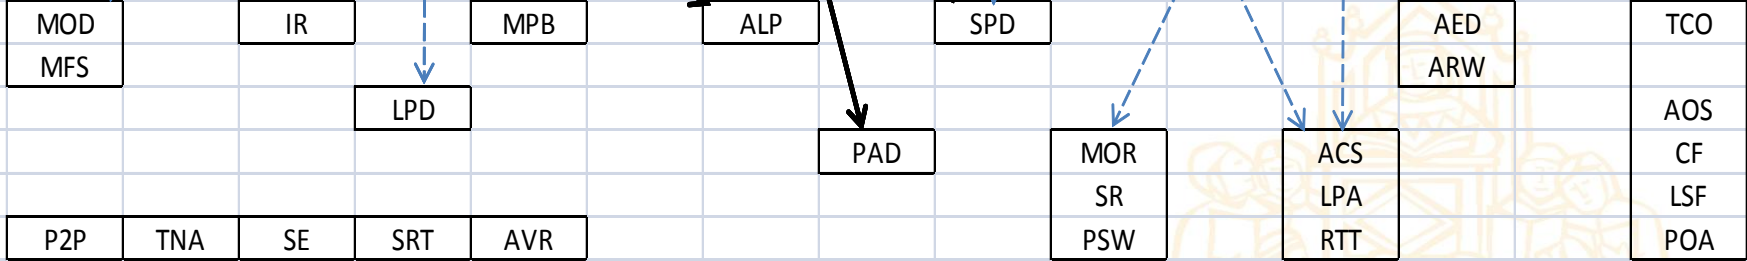 MOD IR MPB ALP SPD AED TCO
MFS ARW
LPD AOS
PAD MOR ACS CF
SR LPA LSF
P2P TNA SE SRT AVR PSW RTT POA